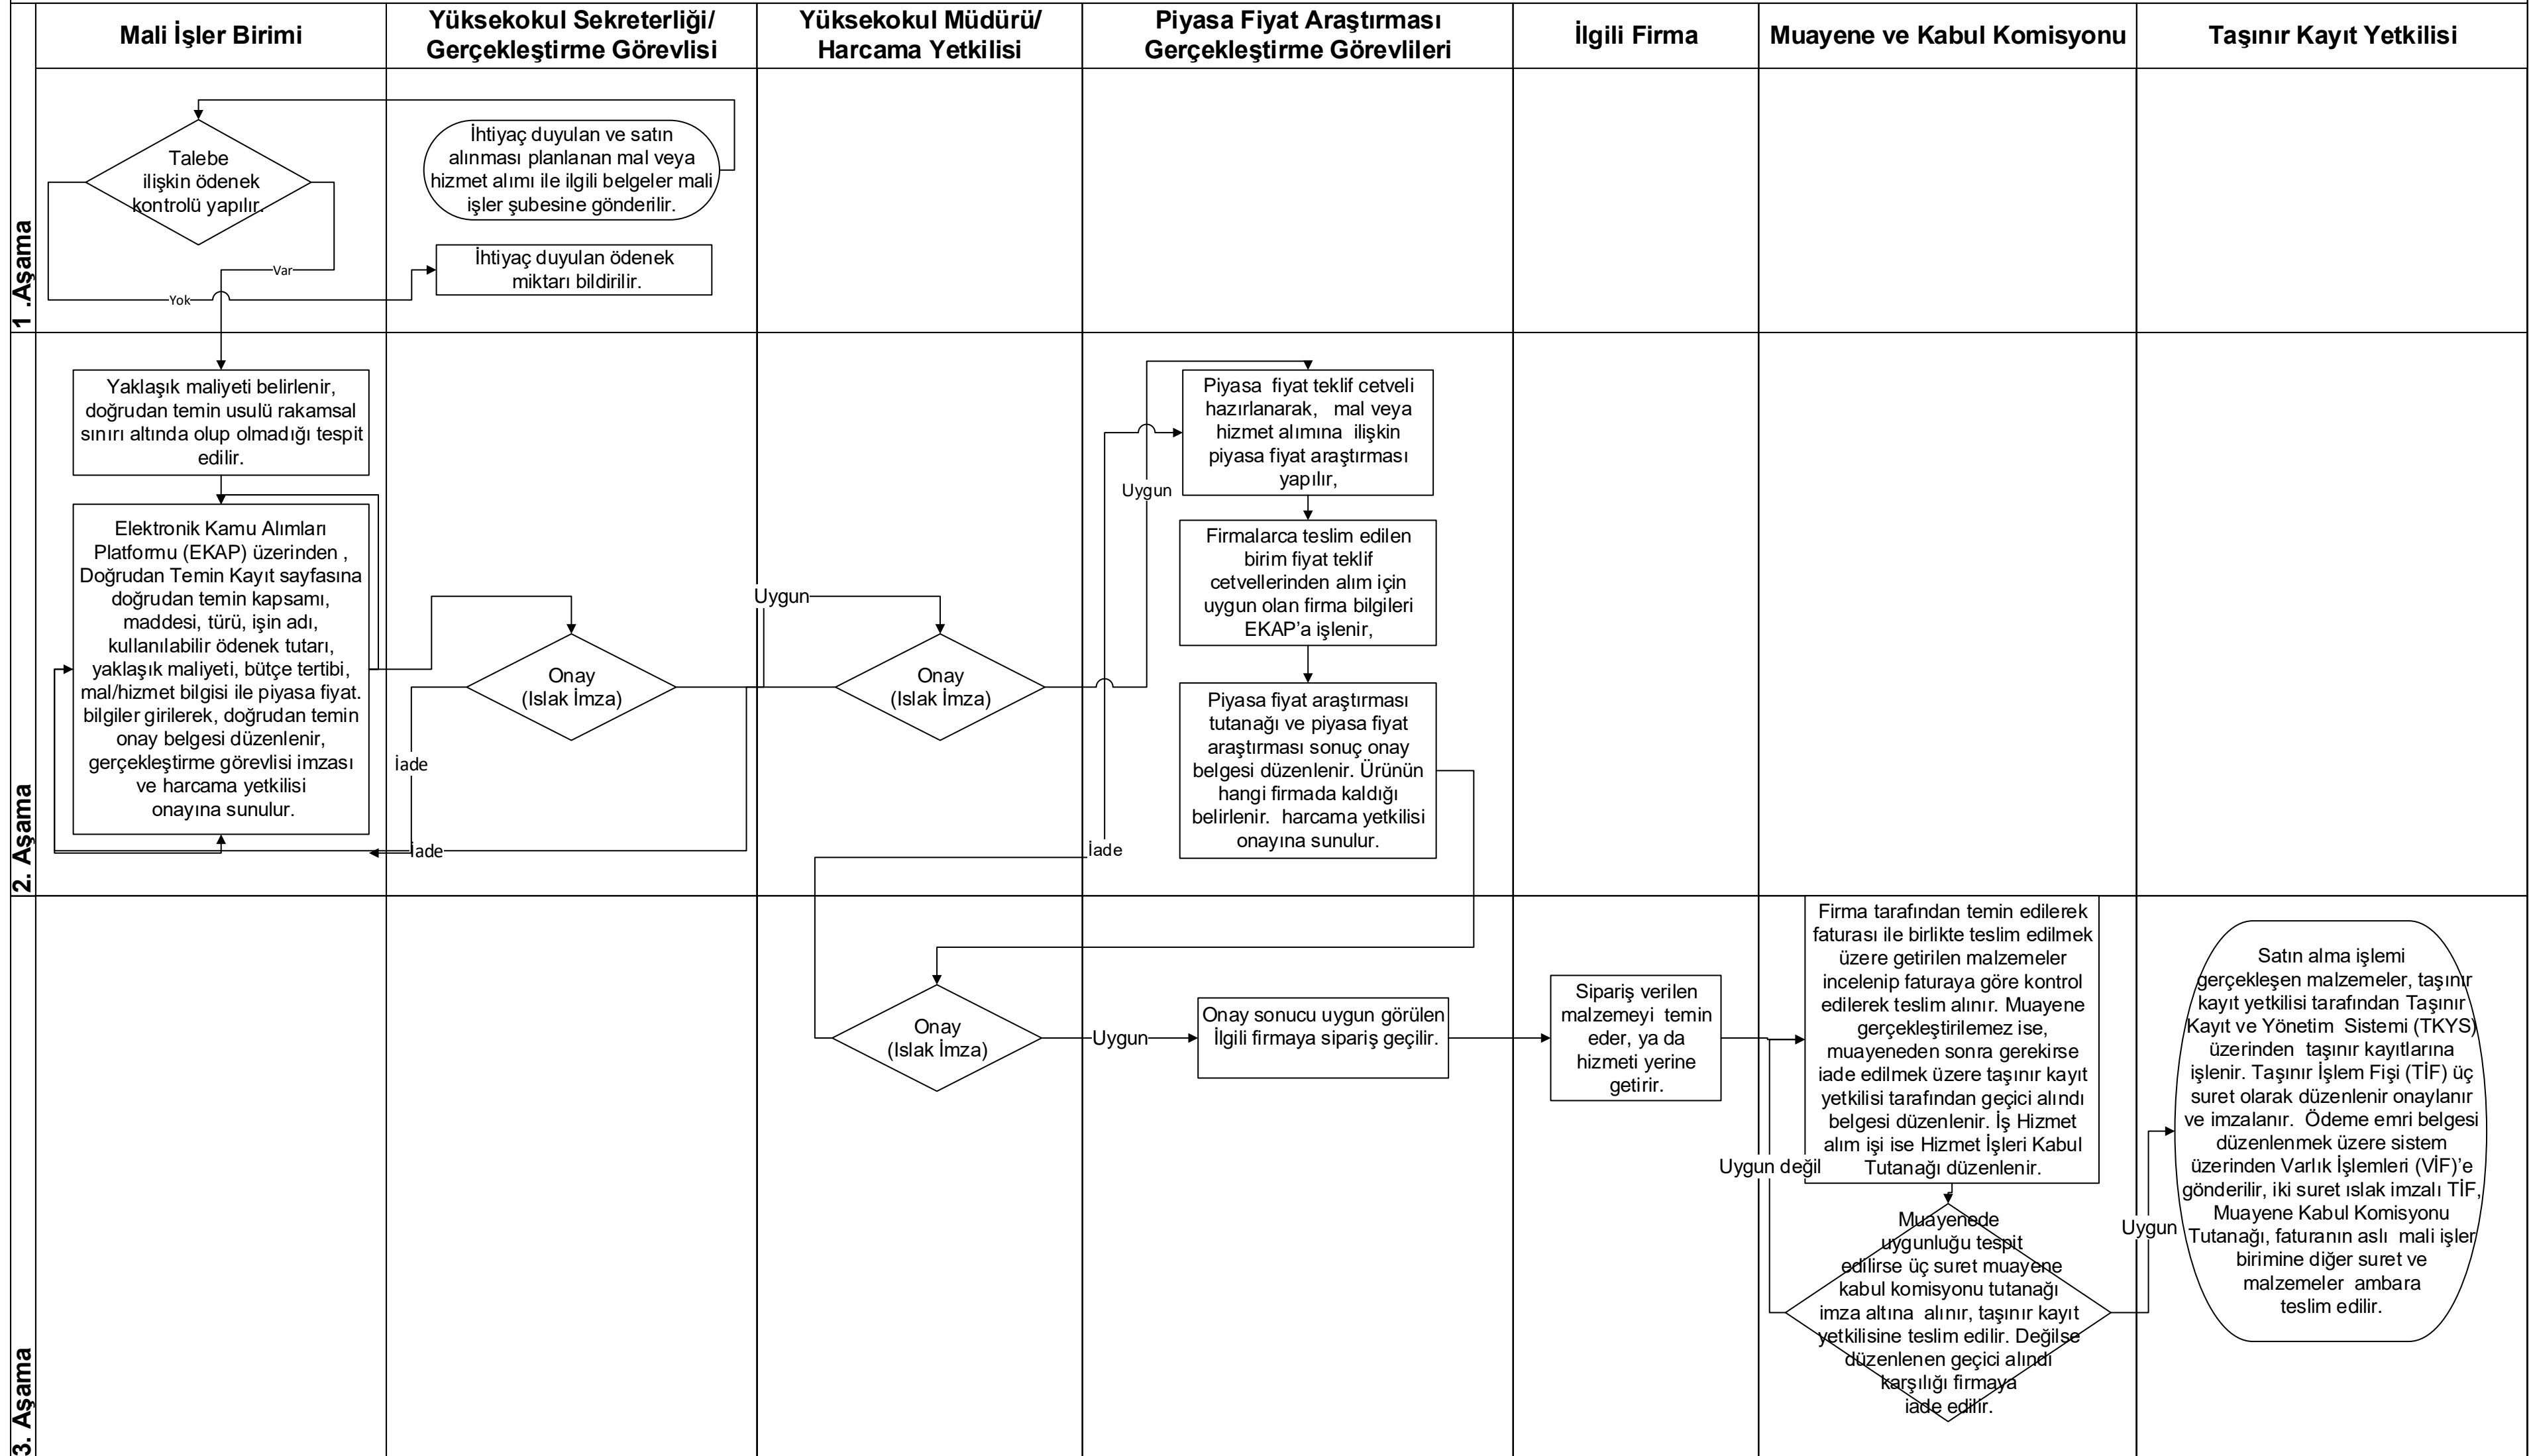 Mali İşler Birimi
Yüksekokul Sekreterliği/
Gerçekleştirme Görevlisi
Yüksekokul Müdürü/
Harcama Yetkilisi
Piyasa Fiyat Araştırması
Gerçekleştirme Görevlileri
İlgili Firma
Muayene ve Kabul Komisyonu
Taşınır Kayıt Yetkilisi
1 .Aşama
Talebe
ilişkin ödenek
kontrolü yapılır.
İhtiyaç duyulan ve satın
alınması planlanan mal veya
hizmet alımı ile ilgili belgeler mali
işler şubesine gönderilir.
İhtiyaç duyulan ödenek
miktarı bildirilir.
Var
Yok
2. Aşama
Yaklaşık maliyeti belirlenir,
doğrudan temin usulü rakamsal
sınırı altında olup olmadığı tespit
edilir.
Elektronik Kamu Alımları
Platformu (EKAP) üzerinden ,
Doğrudan Temin Kayıt sayfasına
doğrudan temin kapsamı,
maddesi, türü, işin adı,
kullanılabilir ödenek tutarı,
yaklaşık maliyeti, bütçe tertibi,
mal/hizmet bilgisi ile piyasa fiyat.
bilgiler girilerek, doğrudan temin
onay belgesi düzenlenir,
gerçekleştirme görevlisi imzası
ve harcama yetkilisi
onayına sunulur.
Onay
(Islak İmza)
İade
İade
Uygun
Onay
(Islak İmza)
Uygun
İade
Piyasa  fiyat teklif cetveli
hazırlanarak,   mal veya
hizmet alımına  ilişkin
piyasa fiyat araştırması
yapılır,
Firmalarca teslim edilen
birim fiyat teklif
cetvellerinden alım için
uygun olan firma bilgileri
EKAP’a işlenir,
Piyasa fiyat araştırması
tutanağı ve piyasa fiyat
araştırması sonuç onay
belgesi düzenlenir. Ürünün
hangi firmada kaldığı
belirlenir.  harcama yetkilisi
onayına sunulur.
3. Aşama
Onay
(Islak İmza)
Uygun
Onay sonucu uygun görülen
İlgili firmaya sipariş geçilir.
Sipariş verilen
malzemeyi  temin
eder, ya da
hizmeti yerine
getirir.
Firma tarafından temin edilerek
faturası ile birlikte teslim edilmek
üzere getirilen malzemeler
incelenip faturaya göre kontrol
edilerek teslim alınır. Muayene
gerçekleştirilemez ise,
muayeneden sonra gerekirse
iade edilmek üzere taşınır kayıt
yetkilisi tarafından geçici alındı
belgesi düzenlenir. İş Hizmet
alım işi ise Hizmet İşleri Kabul
Tutanağı düzenlenir.
Uygun değil
Muayenede
uygunluğu tespit
edilirse üç suret muayene
kabul komisyonu tutanağı
imza altına  alınır, taşınır kayıt
yetkilisine teslim edilir. Değilse
düzenlenen geçici alındı
karşılığı firmaya
iade edilir.
Uygun
Satın alma işlemi
gerçekleşen malzemeler, taşınır
kayıt yetkilisi tarafından Taşınır
Kayıt ve Yönetim  Sistemi (TKYS)
üzerinden  taşınır kayıtlarına
işlenir. Taşınır İşlem Fişi (TİF) üç
suret olarak düzenlenir onaylanır
ve imzalanır.  Ödeme emri belgesi
düzenlenmek üzere sistem
üzerinden Varlık İşlemleri (VİF)’e
gönderilir, iki suret ıslak imzalı TİF,
Muayene Kabul Komisyonu
Tutanağı, faturanın aslı  mali işler
birimine diğer suret ve
malzemeler  ambara
teslim edilir.